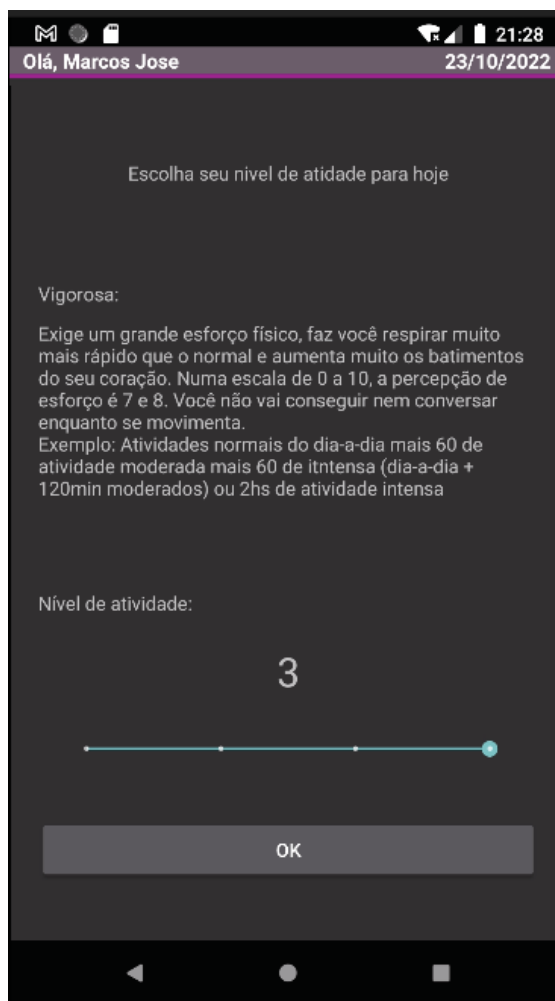 21:28
Olá, Marcos Jose 23/10/2022
Escolha seu nivel de atidade para hoje
Vigorosa:
Exige um grande esforço físico, faz você respirar muito
mais rápido que o normal e aumenta muito os batimentos
do seu coração. Numa escala de 0 a 10, a percepção de
esforço é 7 e 8. Você não vai conseguir nem conversar
enquanto se movimenta.
Exemplo: Atividades normais do dia-a-dia mais 60 de
atividade moderada mais 60 de itntensa (dia-a-dia +
120min moderados) ou 2hs de atividade intensa
Nível de atividade:
3
OK